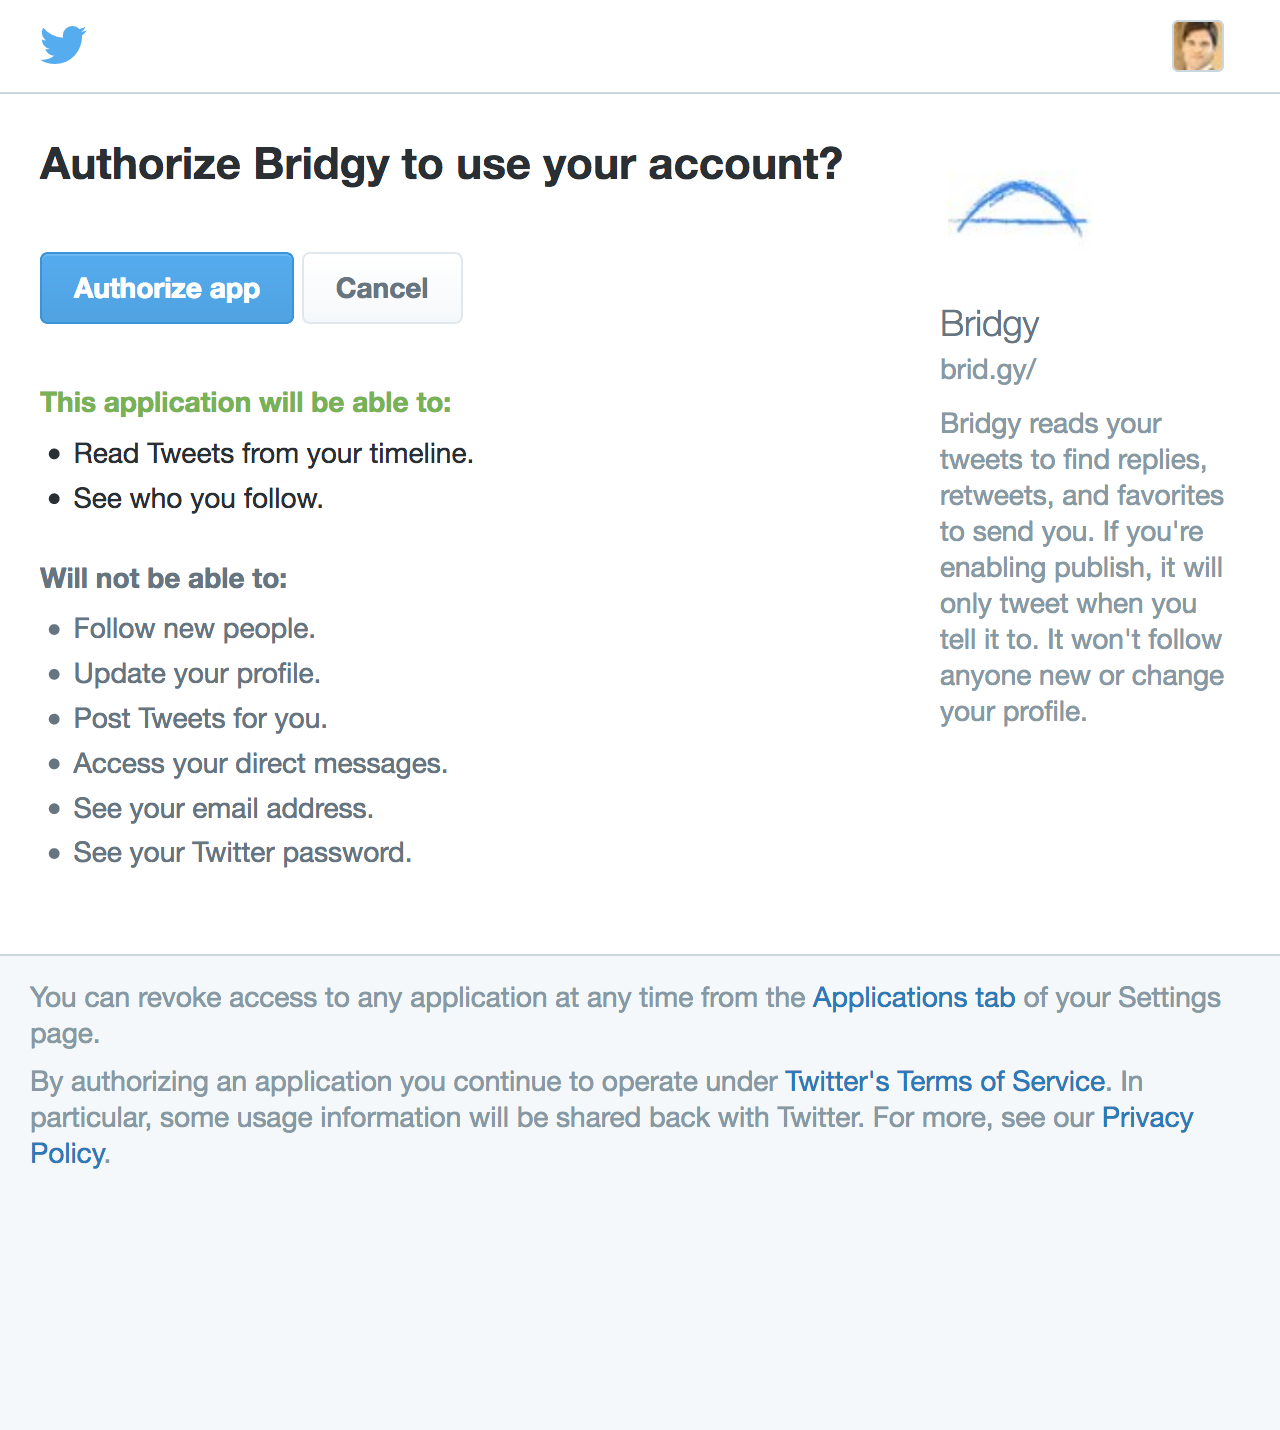 Authorize Bridgy to use your account?
Authorize app
Cancel
This application will be able to:
• Read Tweets from your timeline.
• See who you follow.
Will not be able to:
• Follow new people.
• Update your profile.
• Post Tweets for you.
• Access your direct messages.
• See your email address.
• See your Twitter password.
Bridgy
brid.gy/
Bridgy reads your
tweets to find replies,
retweets, and favorites
to send you. If you're
enabling publish, it will
only tweet when you
tell it to. It won't follow
anyone new or change
your profile.
You can revoke access to any application at any time from the Applications tab of your Settings
page.
By authorizing an application you continue to operate under Twitter's Terms of Service. In
particular, some usage information will be shared back with Twitter. For more, see our Privacy
Policy.